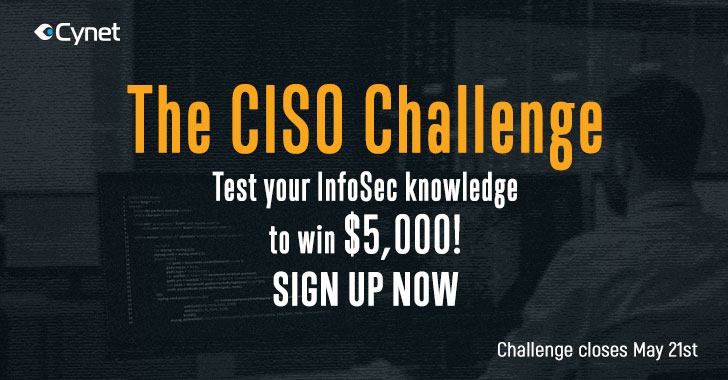 Cynet
The CISO Challenge
Test your InfoSec knowledge
to win $5,000!
SIGN UP NOW
Challenge closes May 21st